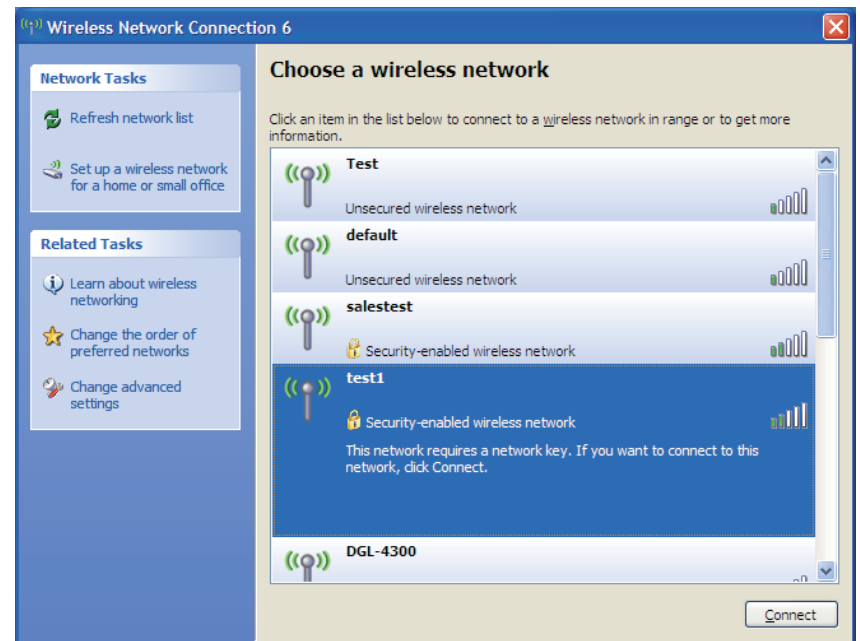 Wireless Network Connection 6
Network Tasks
Refresh network list
Set up a wireless network
for a home or small office
Related Tasks
Learn about wireless
networking
Change the order of
preferred networks
Change advanced
settings
Choose a wireless network
Click an item in the list below to connect to a wireless network in range or to get more
information.
Test
Unsecured wireless network
default
Unsecured wireless network
salestest
Security-enabled wireless network
test1
Security-enabled wireless network
This network requires a network key. If you want to connect to this
network, click Connect.
DGL-4300
Connect